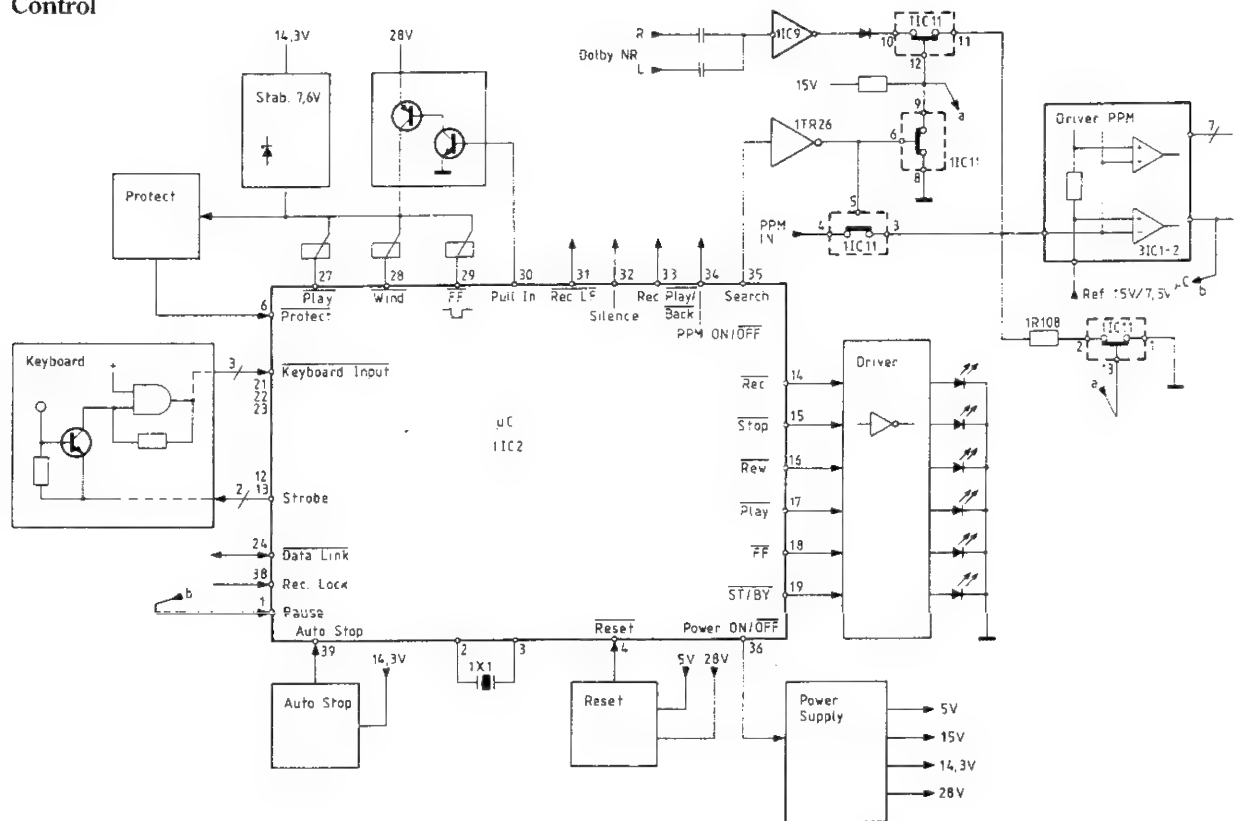 Control
14,3V
28V
R
Dolby NR
L
1IC9
10
1IC11
11
12
15V
9
a
Stab. 7,6V
1TR26
6
1IC11
8
Driver PPM
7
Protect
5
PPM
IN
4
3
1IC11
3IC1-2
µC
b
Ref 15V/7,5V
27
28
29
30
31
32
33
34
35
Play
Wind
FF
Pull In
Rec LF
Silence
Rec
Play/
Back
PPM ON/OFF
Search
6
Protect
1R108
2
1
13
a
Keyboard
3
Keyboard Input
21
22
23
µC
1IC2
Driver
Rec
14
Stop
15
Rew
16
Play
17
FF
18
ST/BY
19
12
13
2
Strobe
24
Data Link
38
Rec. Lock
b
1
Pause
Auto Stop
39
2
3
1X1
Reset
4
Power ON/OFF
36
14,3V
Auto Stop
5V
28V
Reset
Power
Supply
5V
15V
14,3V
28V